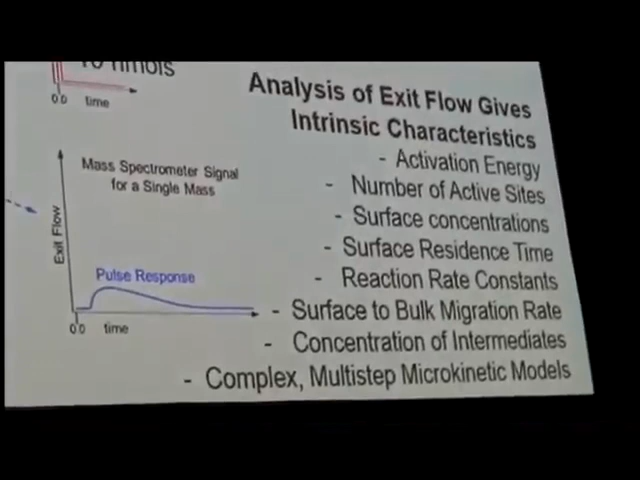 10 nmols
0.0 time
Analysis of Exit Flow Gives
Intrinsic Characteristics
- Activation Energy
- Number of Active Sites
- Surface concentrations
- Surface Residence Time
- Reaction Rate Constants
- Surface to Bulk Migration Rate
- Concentration of Intermediates
- Complex, Multistep Microkinetic Models
Mass Spectrometer Signal
for a Single Mass
Exit Flow
Pulse Response
0.0 time